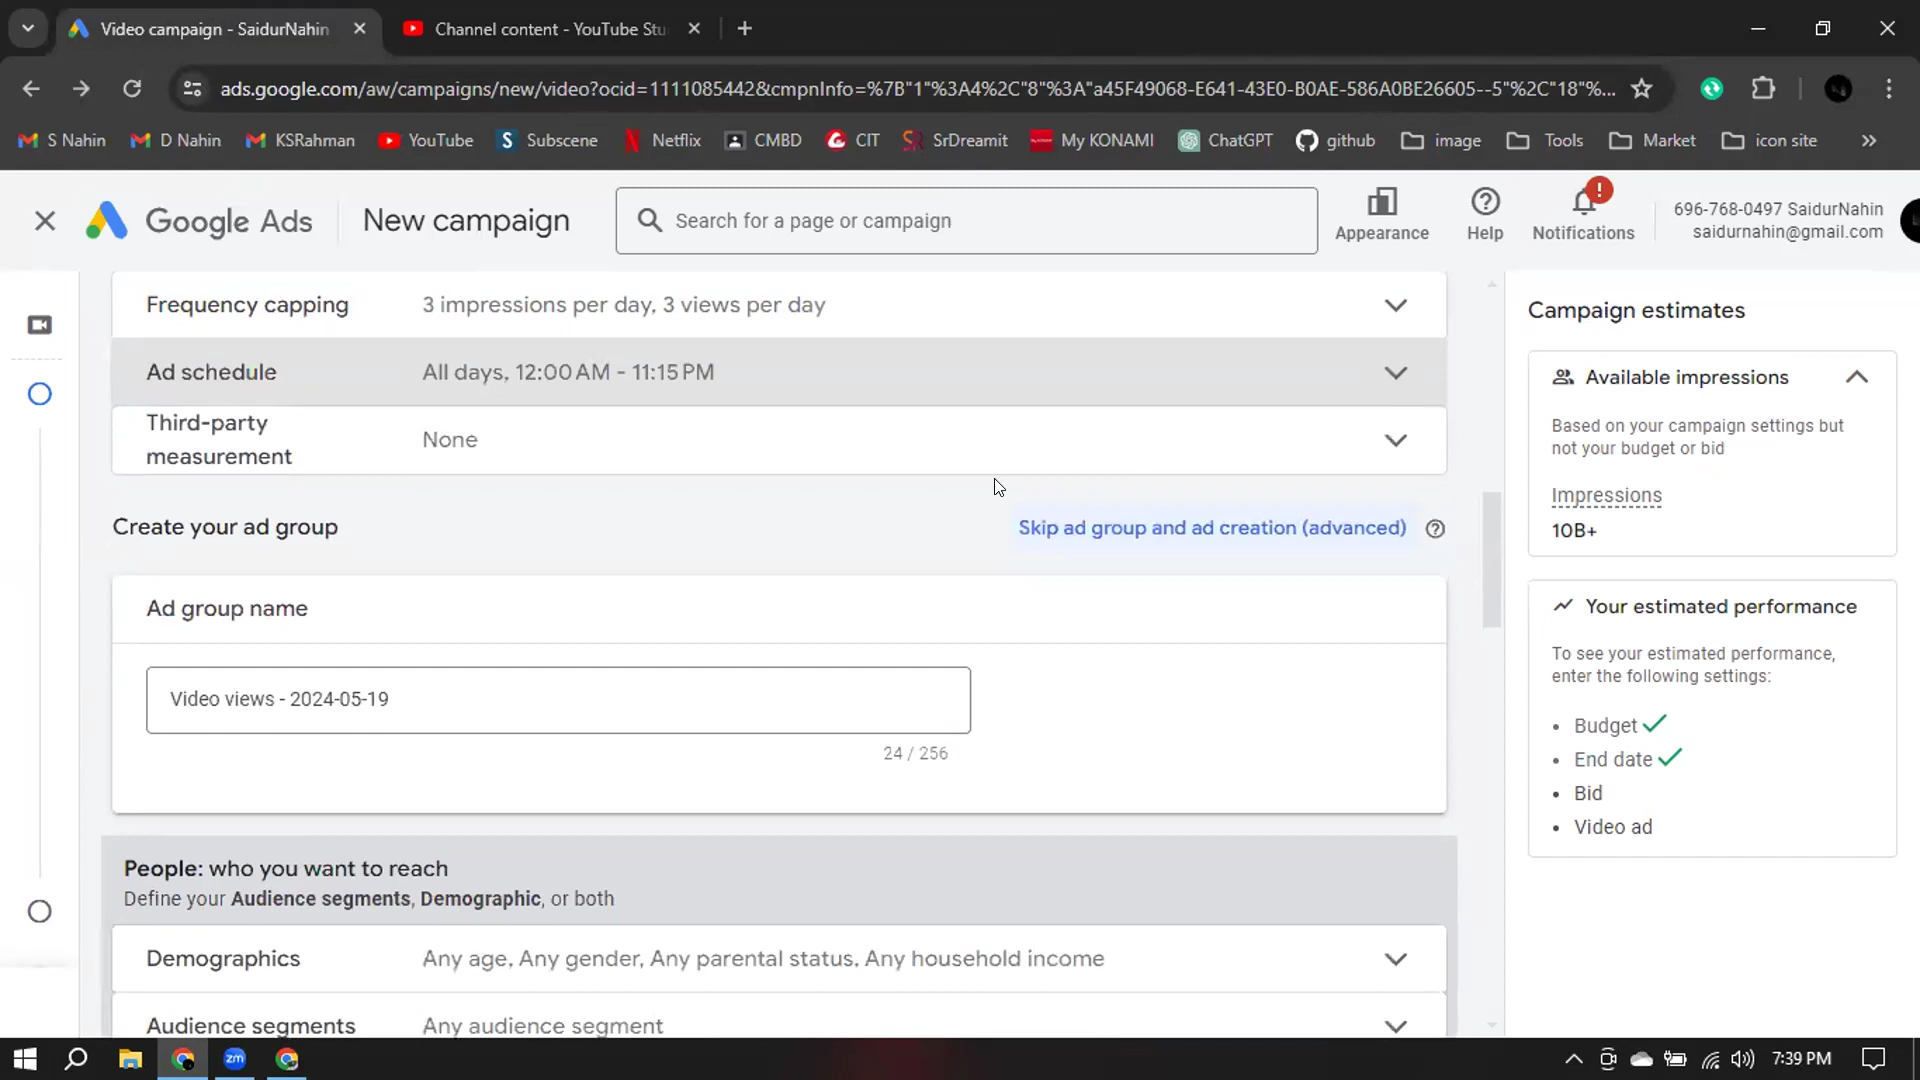 Video campaign - SaidurNahin
Channel content - YouTube Stu
ads.google.com/aw/campaigns/new/video?ocid=1111085442&cmpnInfo=%7B"1"%3A4%2C"8"%3A"a45F49068-E641-43E0-B0AE-586A0BE26605--5"%2C"18"%...
S Nahin D Nahin KSRahman YouTube Subscene Netflix CMBD CIT SrDreamit My KONAMI ChatGPT github image Tools Market icon site »
Google Ads New campaign
Search for a page or campaign
Appearance Help Notifications
696-768-0497 SaidurNahin
saidurnahin@gmail.com
Frequency capping 3 impressions per day, 3 views per day
Ad schedule All days, 12:00 AM - 11:15 PM
Third-party
measurement
None
Create your ad group
Skip ad group and ad creation (advanced)
Ad group name
Video views - 2024-05-19
24 / 256
People: who you want to reach
Define your Audience segments, Demographic, or both
Demographics Any age, Any gender, Any parental status, Any household income
Audience segments Any audience segment
Campaign estimates
Available impressions
Based on your campaign settings but
not your budget or bid
Impressions
10B+
Your estimated performance
To see your estimated performance,
enter the following settings:
• Budget
• End date
• Bid
• Video ad
zm
7:39 PM